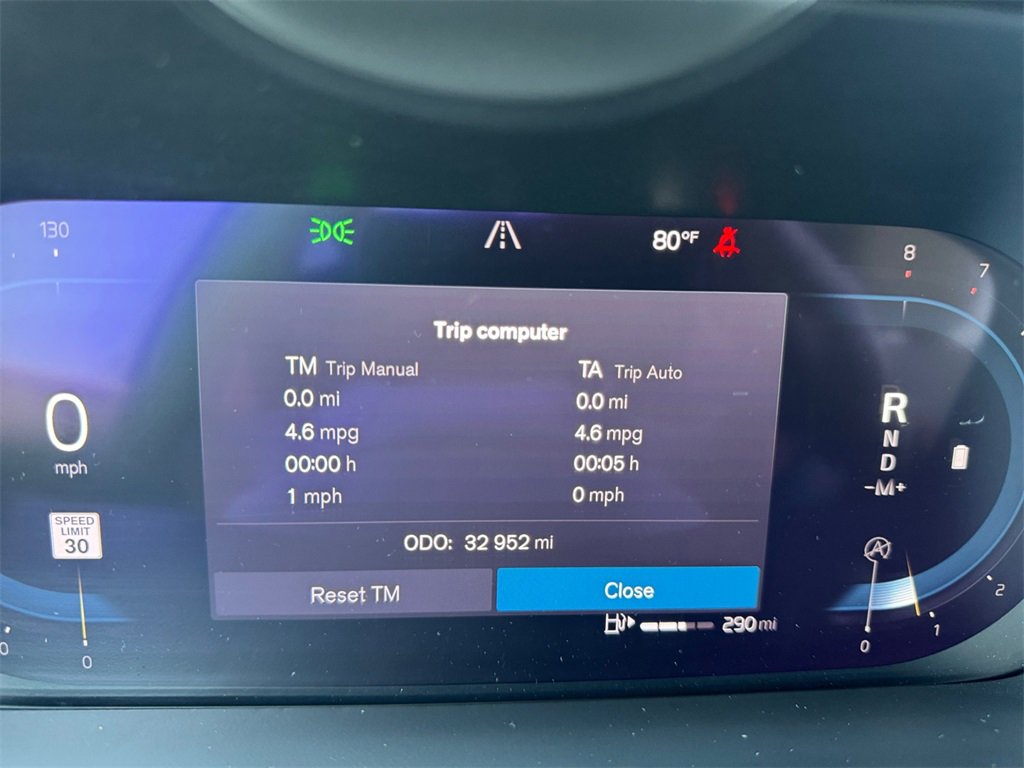 130
80°F
8
7
Trip computer
TM Trip Manual
TA Trip Auto
0.0 mi
0.0 mi
4.6 mpg
4.6 mpg
00:00 h
00:05 h
1 mph
0 mph
ODO: 32 952 mi
Reset TM
Close
0
mph
SPEED
LIMIT
30
R
N
D
-M+
A
290 mi
2
1
0
0
0